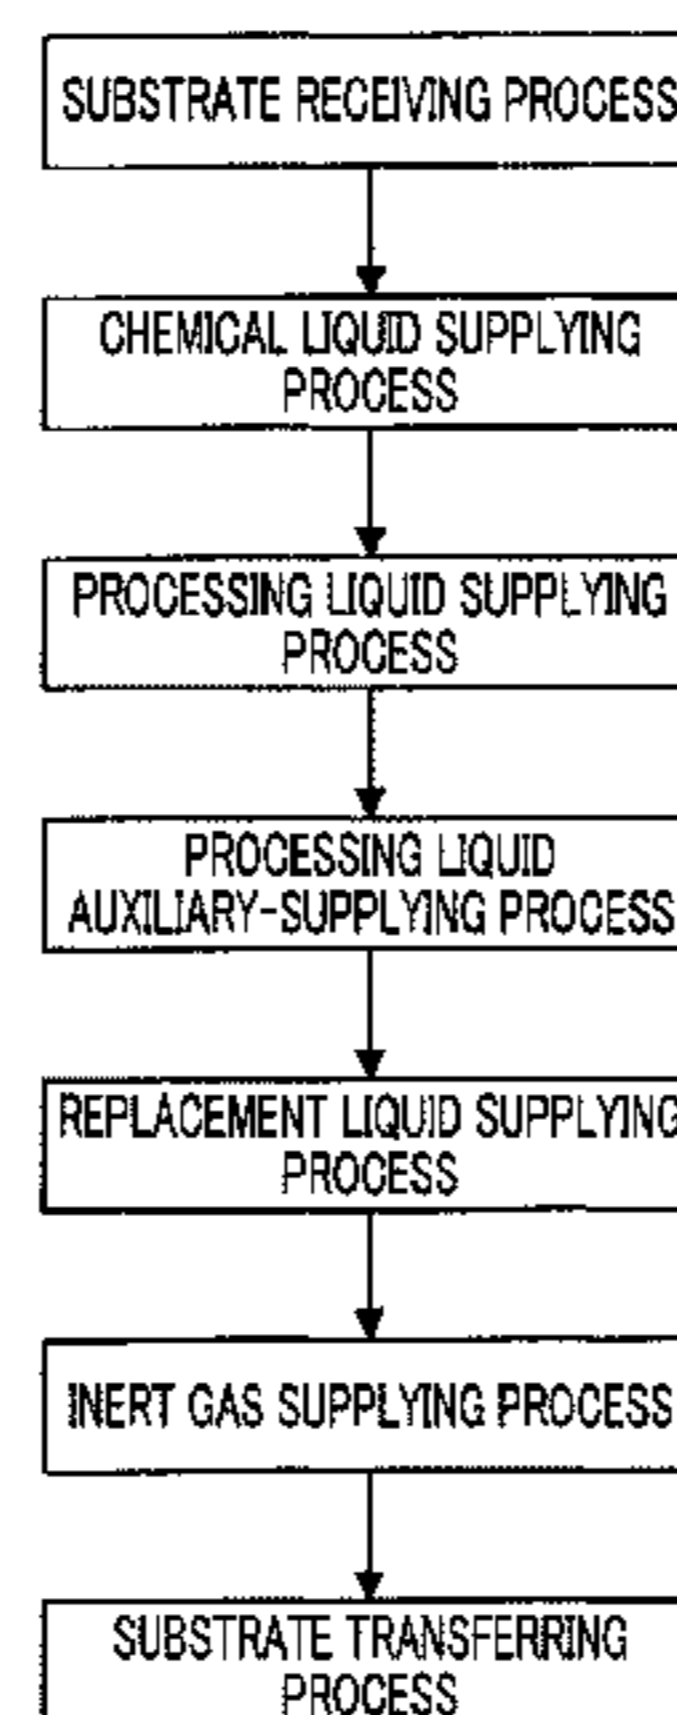 SUBSTRATE RECEIVING PROCESS
CHEMICAL LIQUID SUPPLYING
PROCESS
PROCESSING LIQUID SUPPLYING
PROCESS
PROCESSING LIQUID
AUXILIARY-SUPPLYING PROCESS
REPLACEMENT LIQUID SUPPLYING
PROCESS
INERT GAS SUPPLYING PROCESS
SUBSTRATE TRANSFERRING
PROCESS